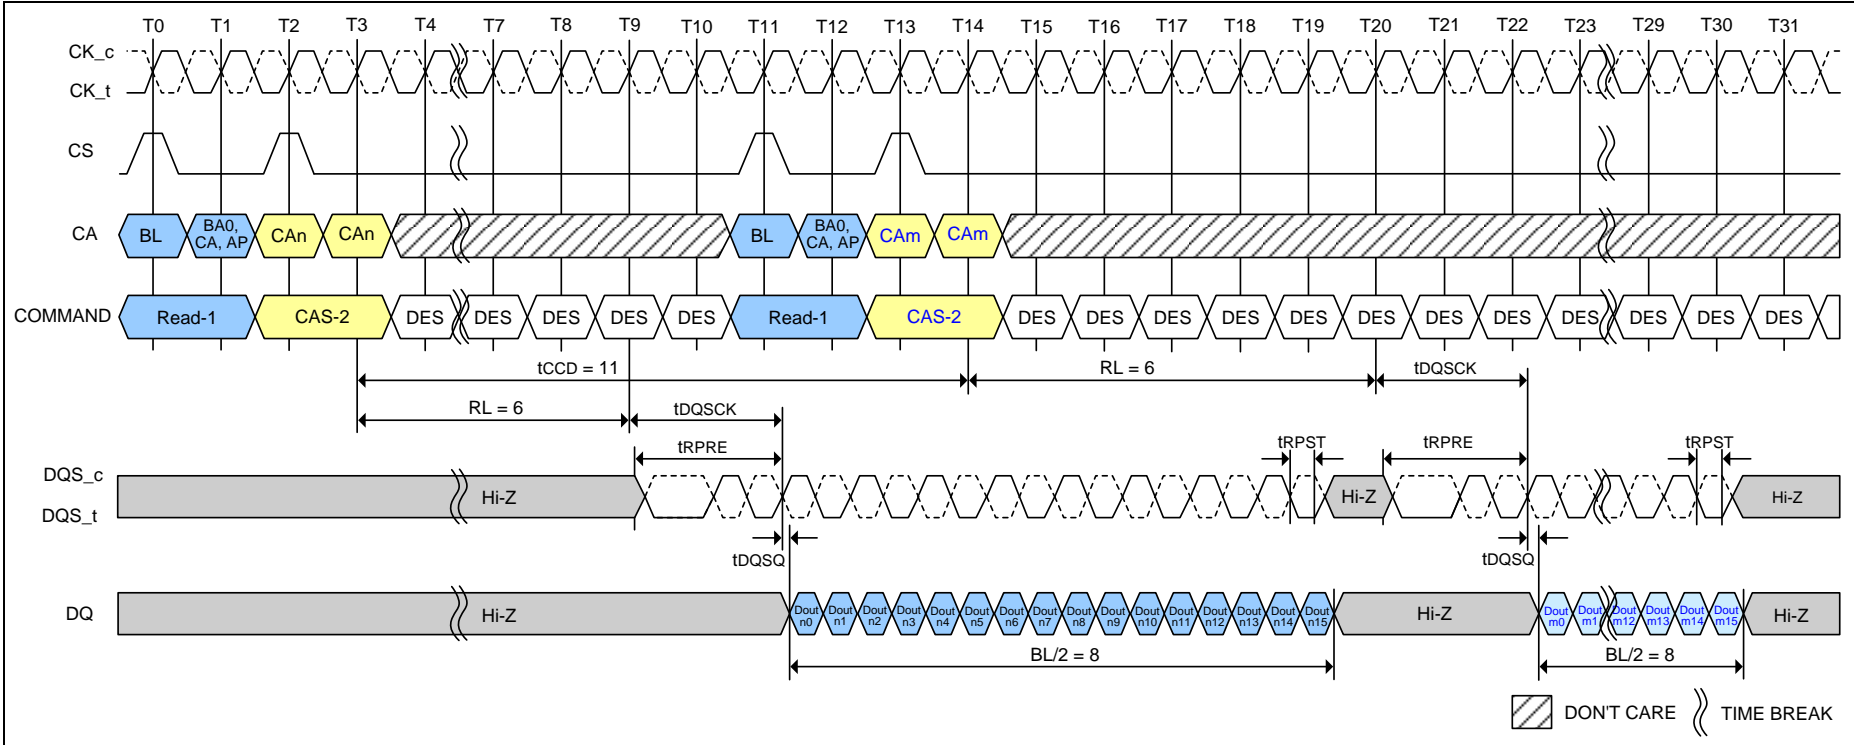 T0 T1 T2 T3 T4 T7 T8 T9 T10 T11 T12 T13 T14 T15 T16 T17 T18 T19 T20 T21 T22 T23 T29 T30 T31
CK_c
CK_t
CS
CA BL BA0, CA, AP CAn CAn BL BA0, CA, AP CAm CAm
COMMAND Read-1 CAS-2 DES DES DES DES DES Read-1 CAS-2 DES DES DES DES DES DES DES DES DES DES DES DES
tCCD = 11 RL = 6 tDQSCK
RL = 6 tDQSCK
tRPRE tRPST tRPRE tRPST
DQS_c
Hi-Z Hi-Z Hi-Z
DQS_t
tDQSQ tDQSQ
DQ Hi-Z Dout n0 Dout n1 Dout n2 Dout n3 Dout n4 Dout n5 Dout n6 Dout n7 Dout n8 Dout n9 Dout n10 Dout n11 Dout n12 Dout n13 Dout n14 Dout n15 Hi-Z Dout m0 Dout m1 Dout m12 Dout m13 Dout m14 Dout m15 Hi-Z
BL/2 = 8 BL/2 = 8
DON'T CARE TIME BREAK